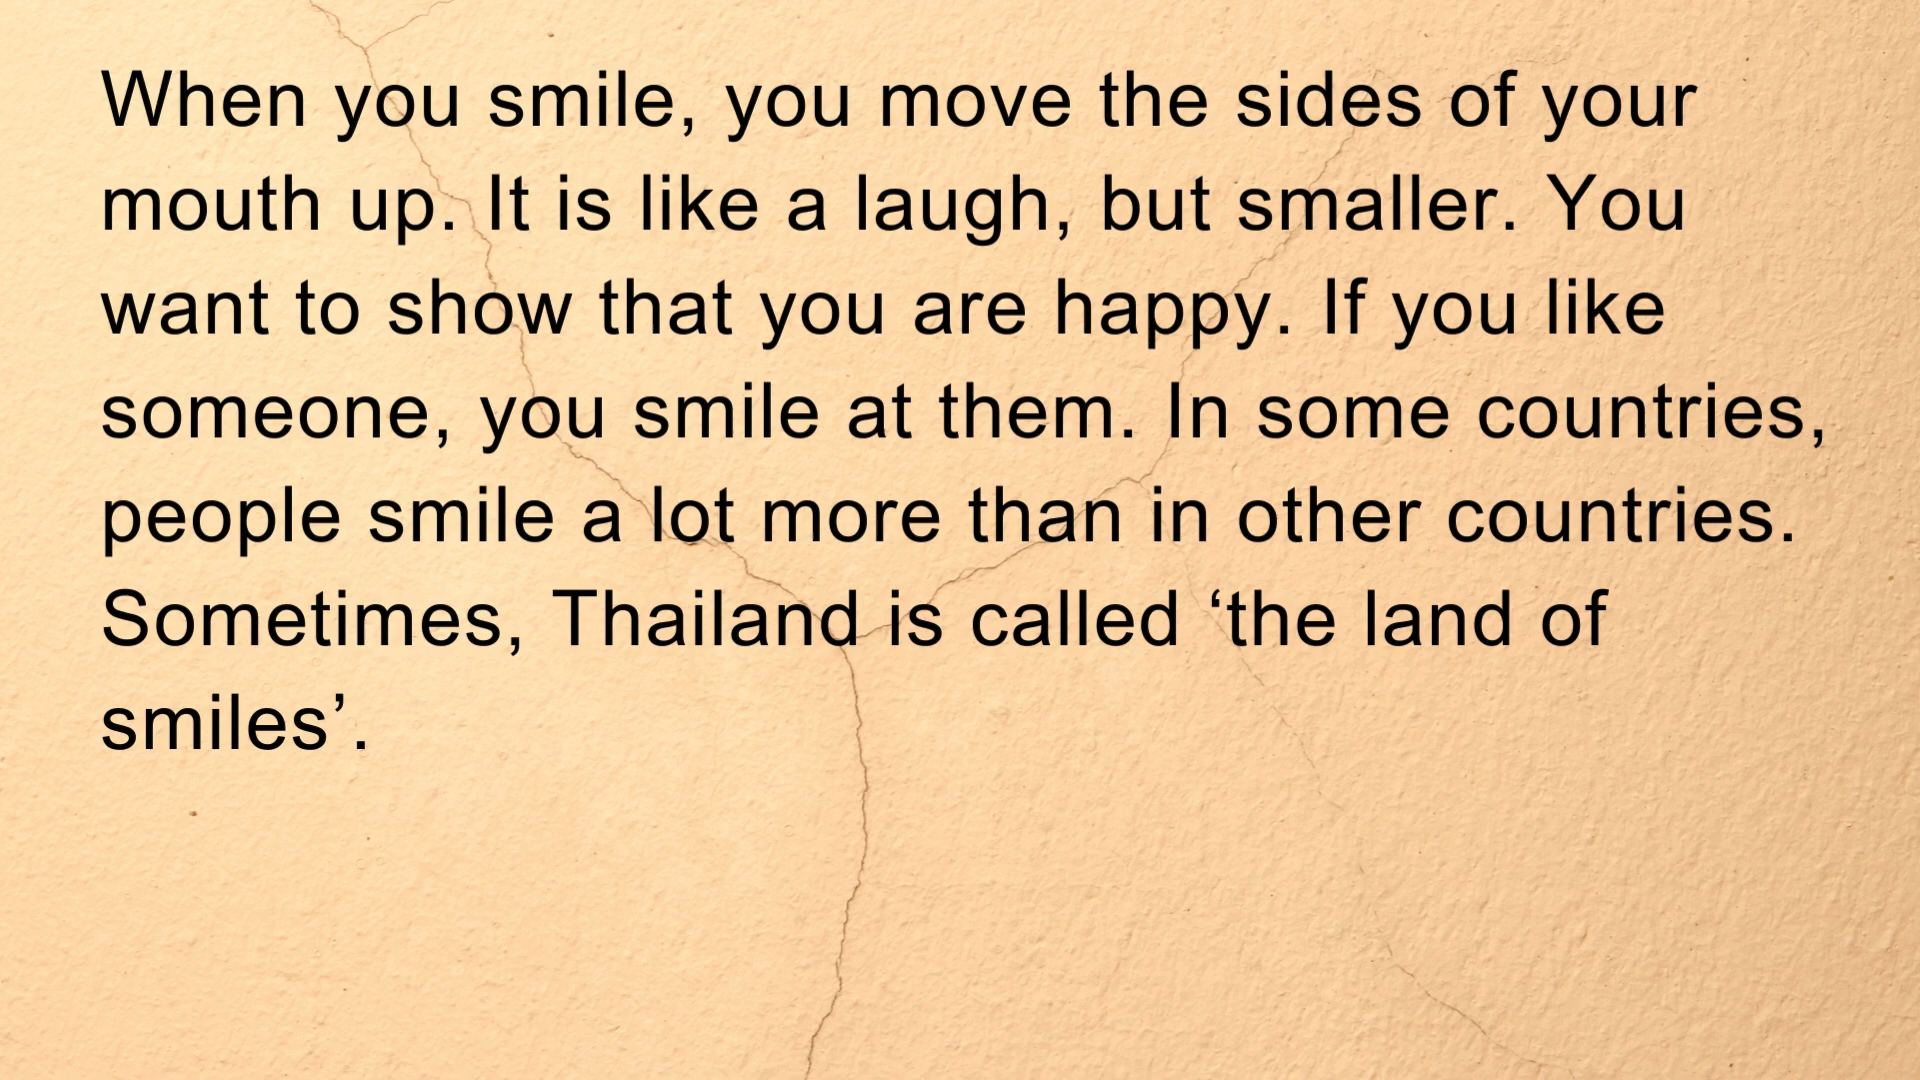 When you smile, you move the sides of your
mouth up. It is like a laugh, but smaller. You
want to show that you are happy. If you like
someone, you smile at them. In some countries,
people smile a lot more than in other countries.
Sometimes, Thailand is called ‘the land of
smiles’.